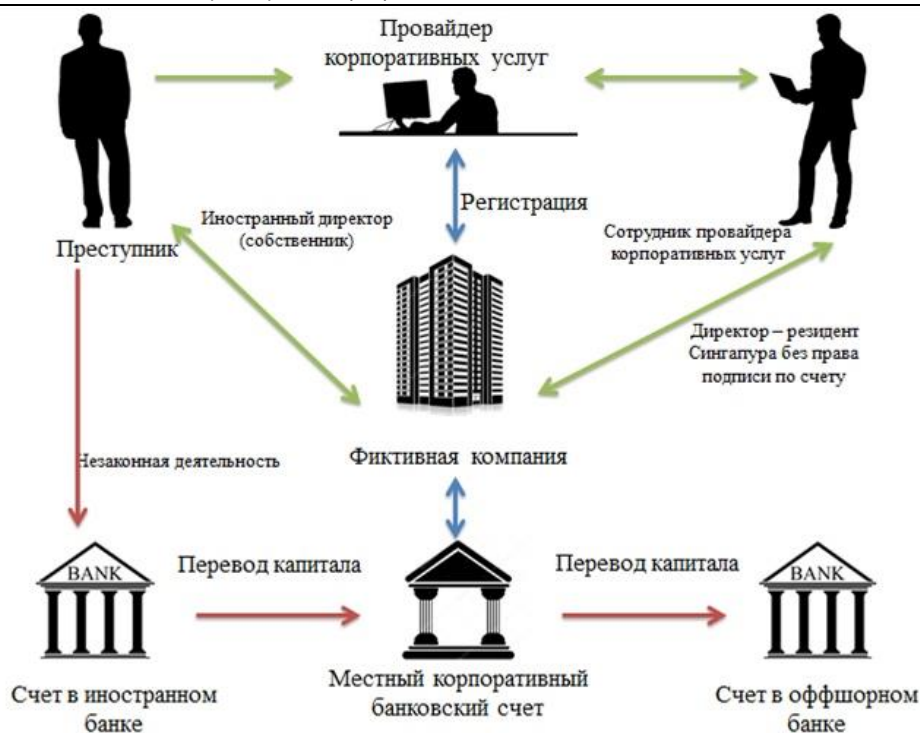 Провайдер
корпоративных услуг
Регистрация
Иностранный директор
(собственник)
Преступник
Сотрудник провайдера
корпоративных услуг
Директор – резидент
Сингапура без права
подписи по счету
Незаконная деятельность
Фиктивная компания
BANK
Перевод капитала
Перевод капитала
BANK
Счет в иностранном
банке
Местный корпоративный
банковский счет
Счет в оффшорном
банке